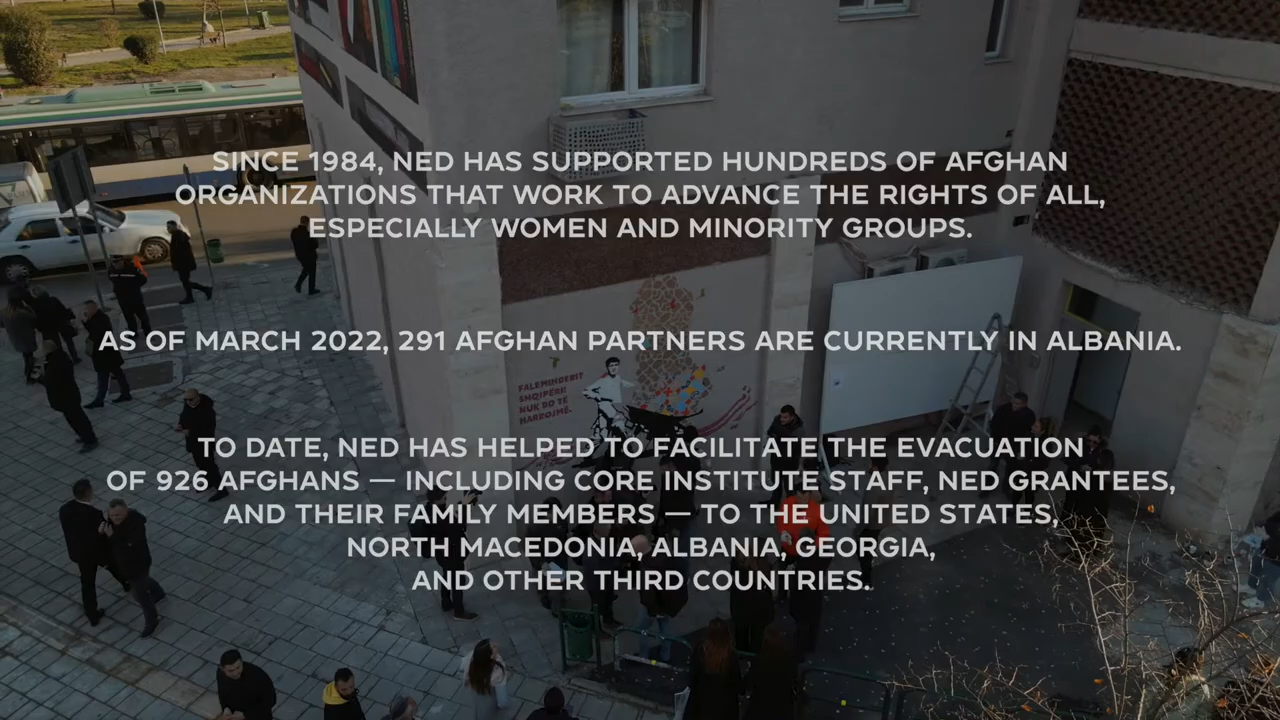 SINCE 1984, NED HAS SUPPORTED HUNDREDS OF AFGHAN
ORGANIZATIONS THAT WORK TO ADVANCE THE RIGHTS OF ALL,
ESPECIALLY WOMEN AND MINORITY GROUPS.
AS OF MARCH 2022, 291 AFGHAN PARTNERS ARE CURRENTLY IN ALBANIA.
FALEMINDERIT
SHQIPËRI
NUK DO TË
HARROJMË.
TO DATE, NED HAS HELPED TO FACILITATE THE EVACUATION
OF 926 AFGHANS — INCLUDING CORE INSTITUTE STAFF, NED GRANTEES,
AND THEIR FAMILY MEMBERS — TO THE UNITED STATES,
NORTH MACEDONIA, ALBANIA, GEORGIA,
AND OTHER THIRD COUNTRIES.